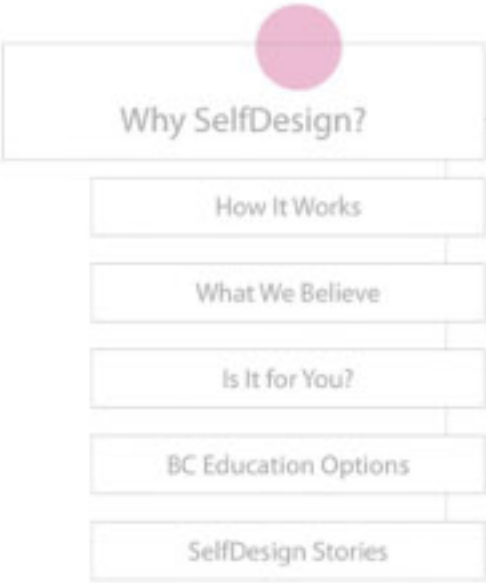 Why SelfDesign?
How It Works
What We Believe
Is It for You?
BC Education Options
SelfDesign Stories